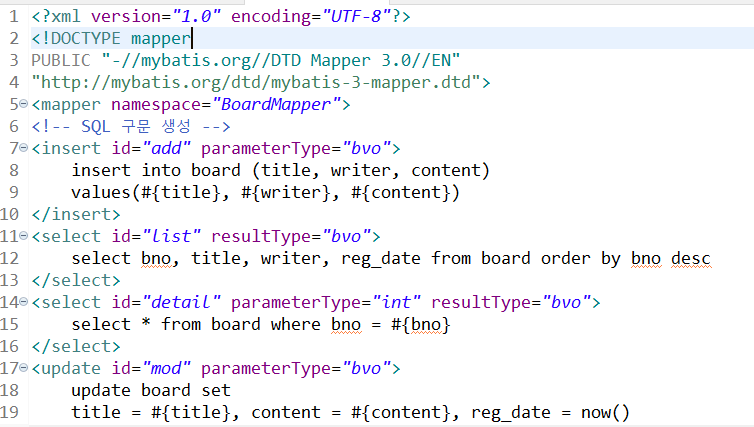 1 <?xml version="1.0" encoding="UTF-8"?>
2 <!DOCTYPE mapper
3 PUBLIC "-//mybatis.org//DTD Mapper 3.0//EN"
4 "http://mybatis.org/dtd/mybatis-3-mapper.dtd">
5 <mapper namespace="BoardMapper">
6 <!-- SQL 구문 생성 -->
7 <insert id="add" parameterType="bvo">
8     insert into board (title, writer, content)
9     values(#{title}, #{writer}, #{content})
10 </insert>
11 <select id="list" resultType="bvo">
12     select bno, title, writer, reg_date from board order by bno desc
13 </select>
14 <select id="detail" parameterType="int" resultType="bvo">
15     select * from board where bno = #{bno}
16 </select>
17 <update id="mod" parameterType="bvo">
18     update board set
19     title = #{title}, content = #{content}, reg_date = now()